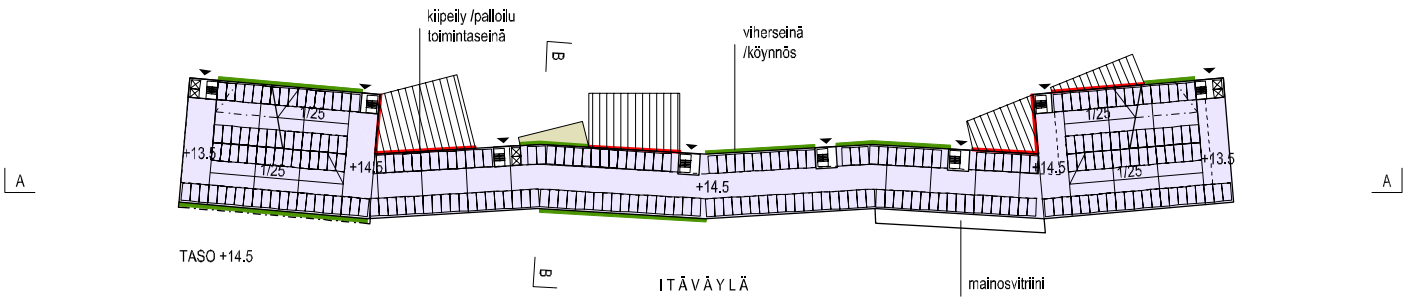 kiipeily /palloilu
toimintaseinä
B
viherseinä
/köynnös
1/25
+13.5
+14.5
1/25
+14.5
1/25
+14.5
+13.5
1/25
A
A
TASO +14.5
B
ITÄVÄYLÄ
mainosvitriini